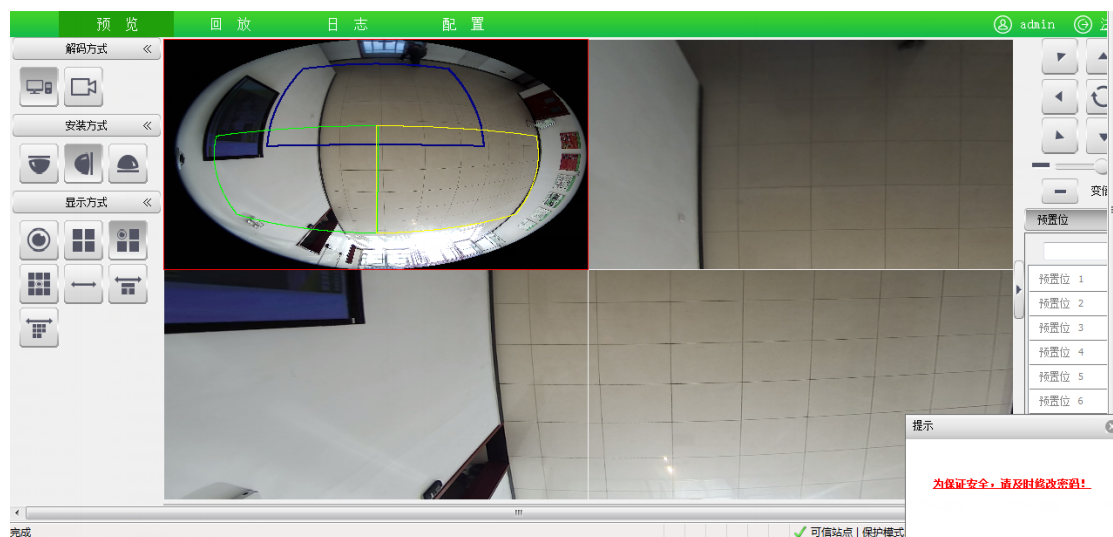 预览 回放 日志 配置 admin
解码方式
安装方式
显示方式
预置位
预置位 1
预置位 2
预置位 3
预置位 4
预置位 5
预置位 6
提示
为保证安全，请及时修改密码！
完成
可信站点 | 保护模式